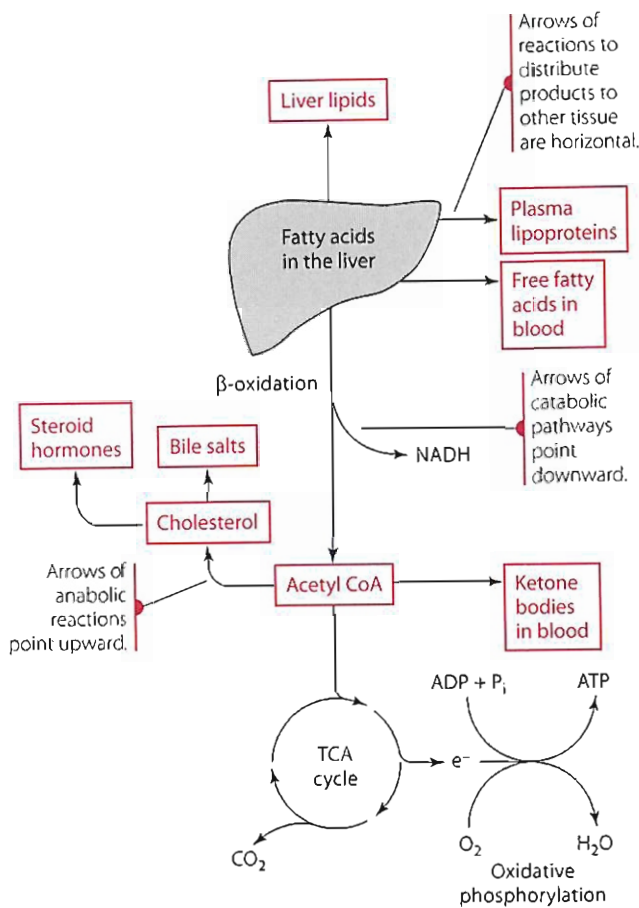 Arrows of
reactions to
distribute
products to
other tissue
are horizontal.
Liver lipids
Fatty acids
in the liver
Plasma
lipoproteins
Free fatty
acids in
blood
β-oxidation
Arrows of
catabolic
pathways
point
downward.
NADH
Steroid
hormones
Bile salts
Cholesterol
Arrows of
anabolic
reactions
point upward.
Acetyl CoA
Ketone
bodies
in blood
ADP + Pi
ATP
TCA
cycle
e⁻
CO₂
O₂
H₂O
Oxidative
phosphorylation